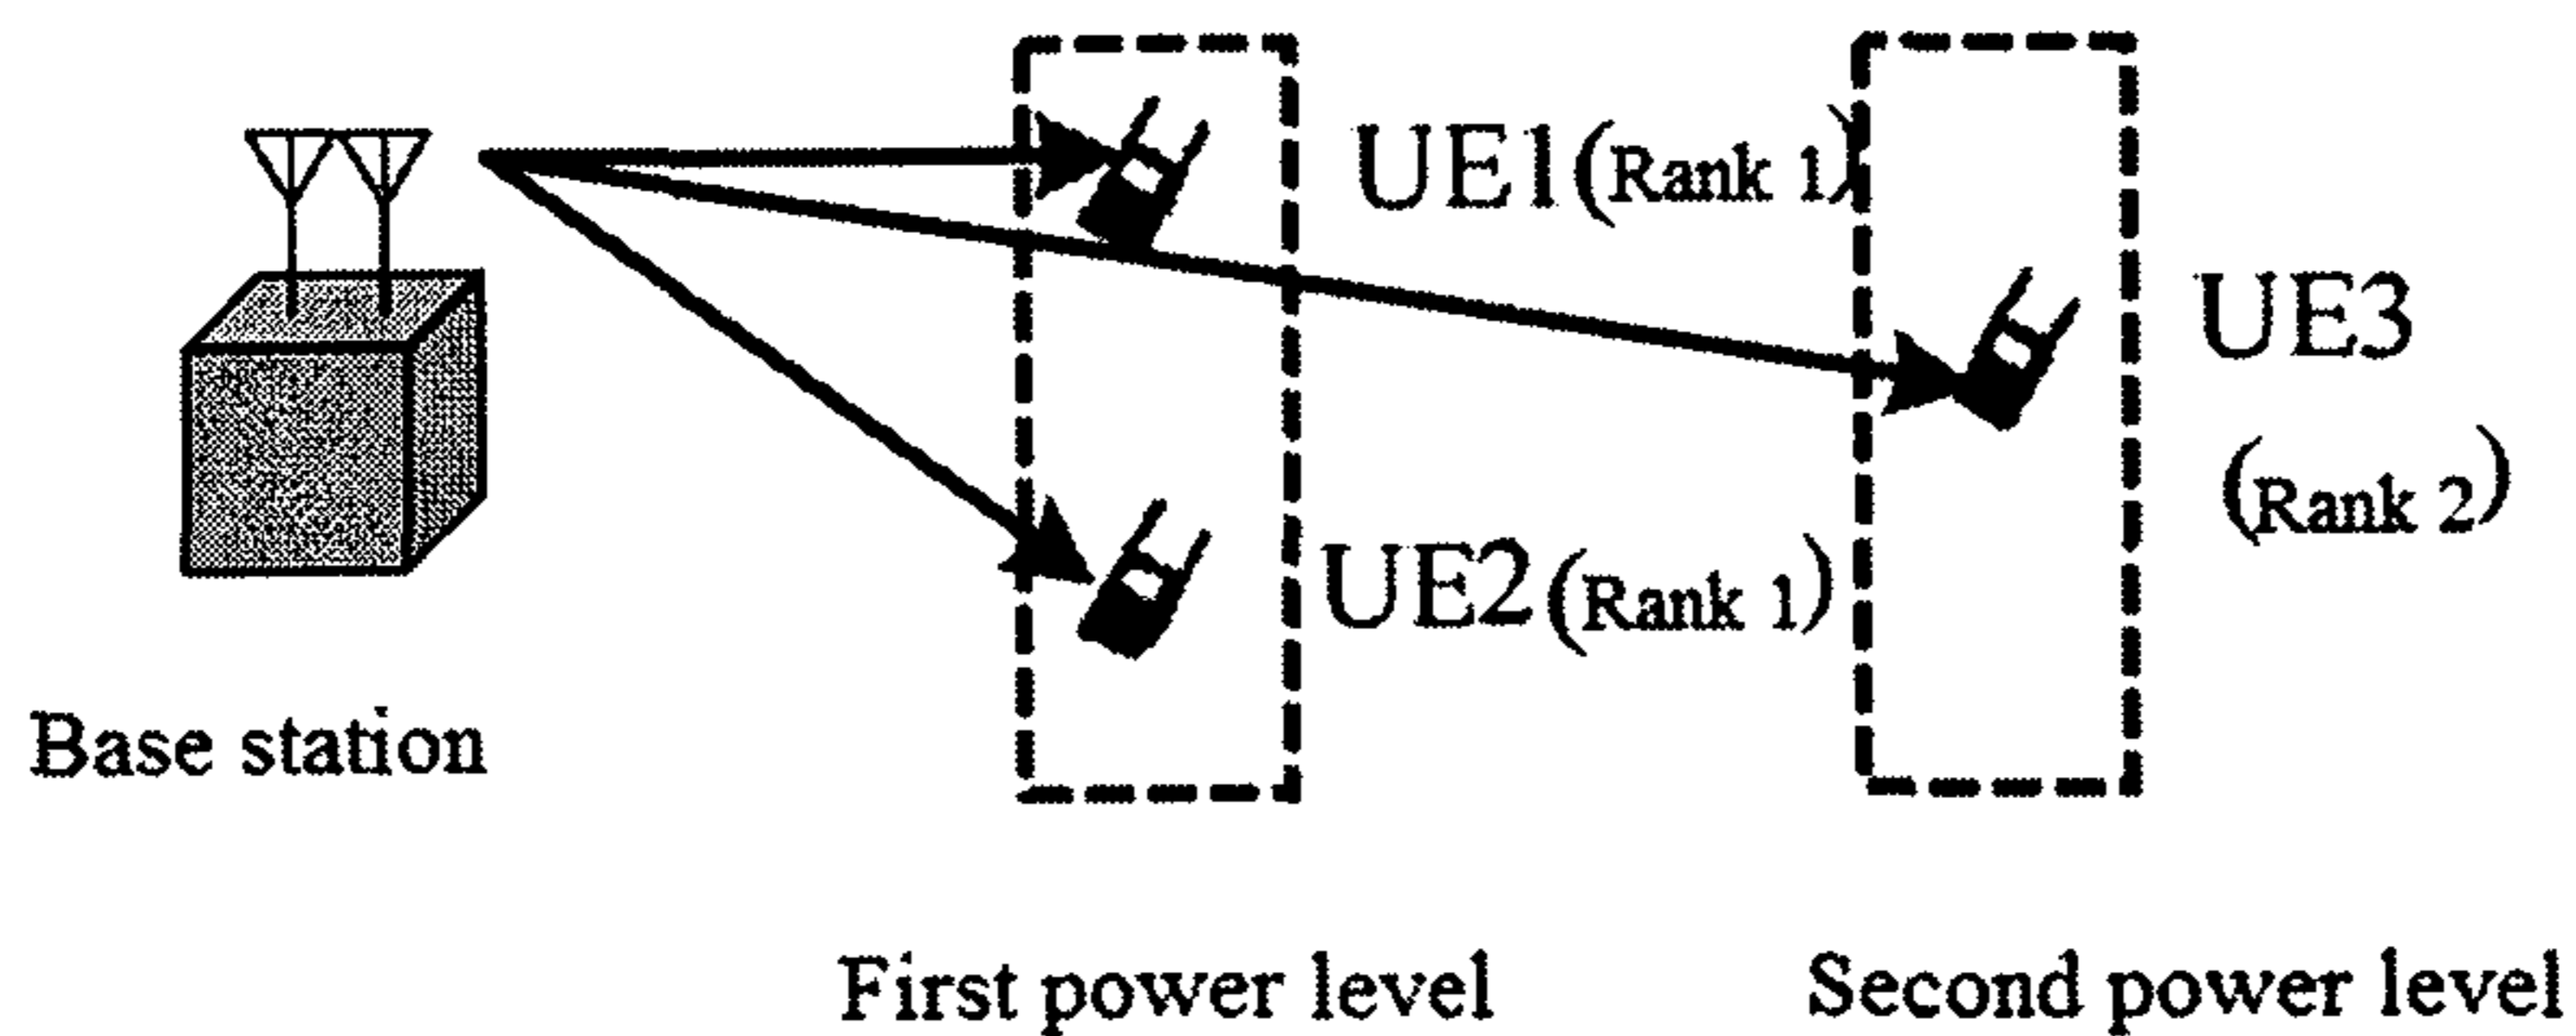 UE1(Rank 1)
UE3
(Rank 2)
UE2(Rank 1)
Base station
First power level
Second power level